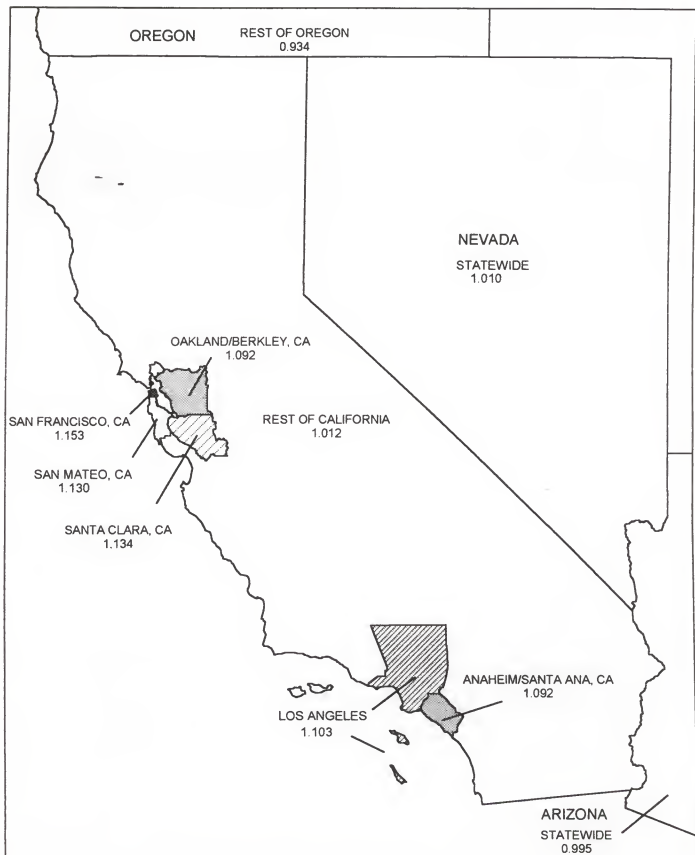 OREGON
REST OF OREGON
0.934
NEVADA
STATEWIDE
1.010
OAKLAND/BERKLEY, CA
1.092
SAN FRANCISCO, CA
1.153
REST OF CALIFORNIA
1.012
SAN MATEO, CA
1.130
SANTA CLARA, CA
1.134
ANAHEIM/SANTA ANA, CA
1.092
LOS ANGELES
1.103
ARIZONA
STATEWIDE
0.995